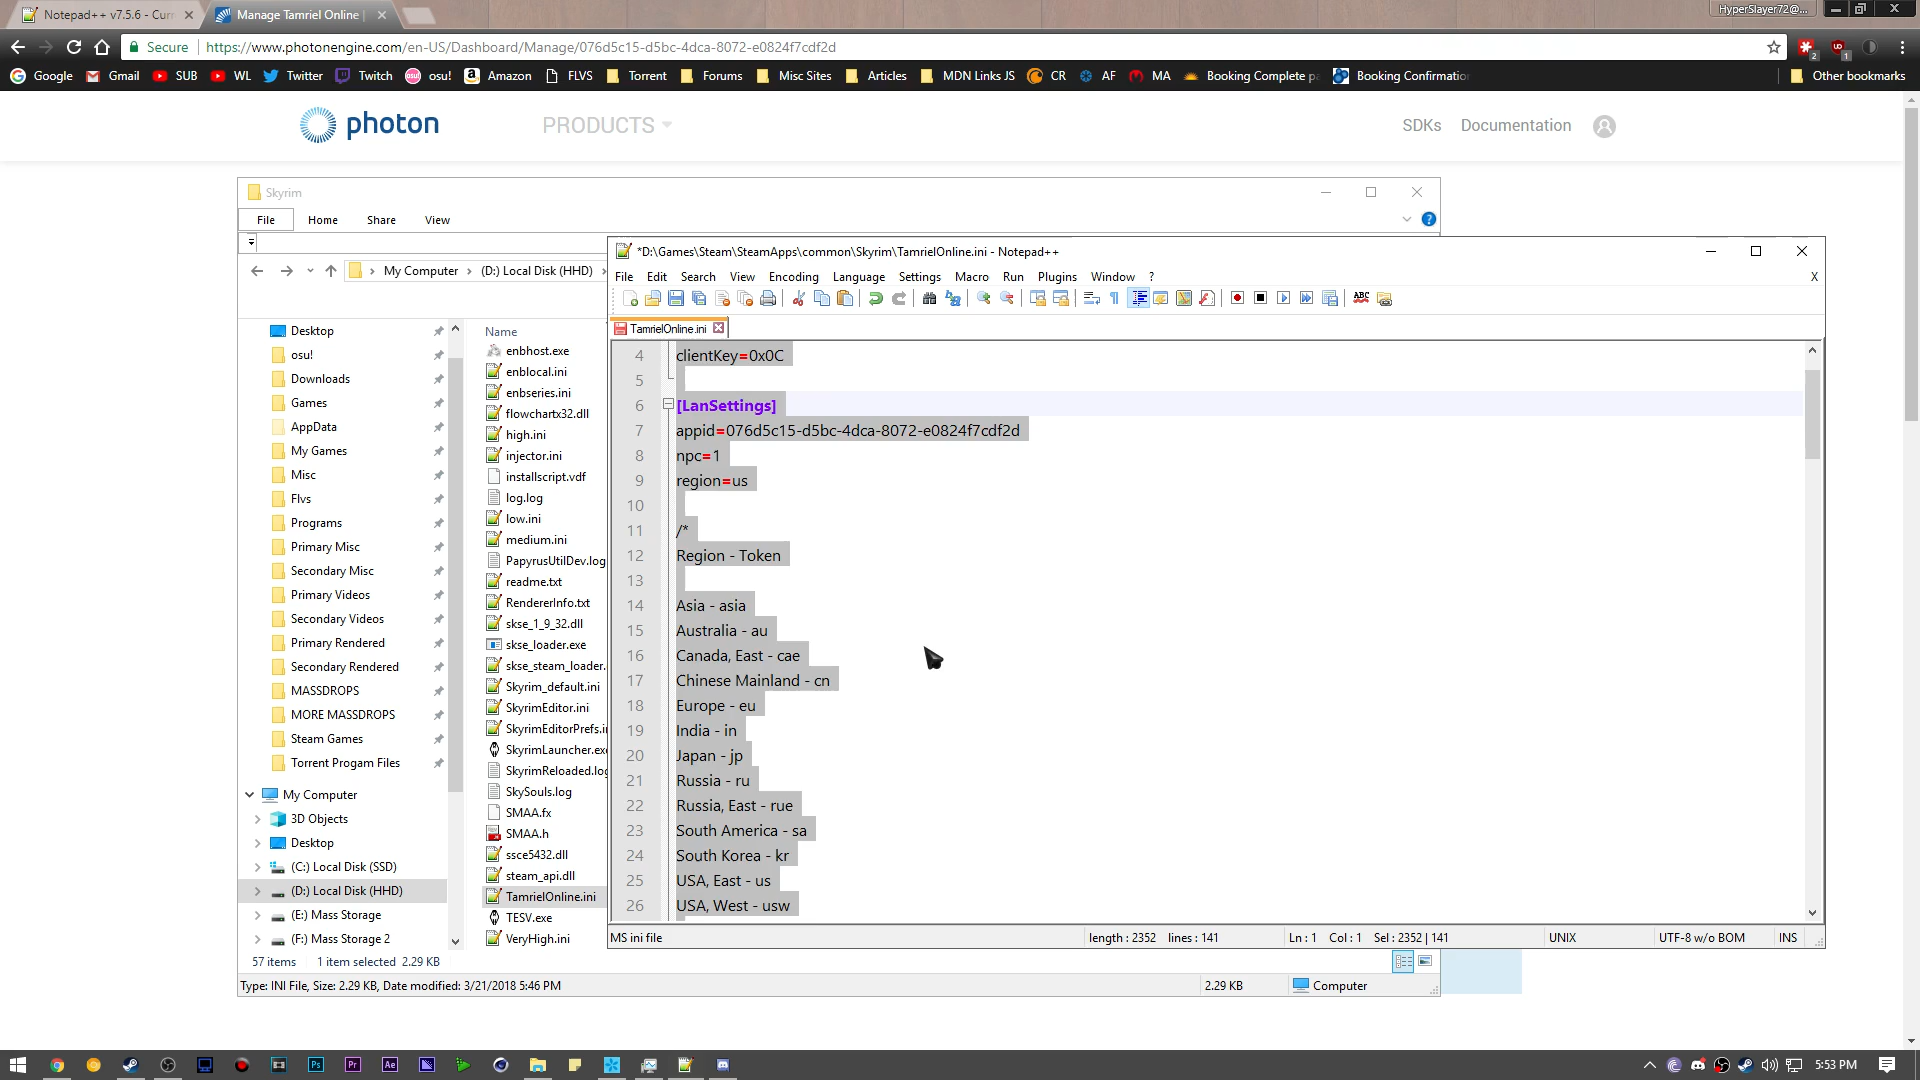 Notepad++ v7.5.6 - Curr
Manage Tamriel Online |
HyperSlayer72@...
Secure
https://www.photonengine.com/en-US/Dashboard/Manage/076d5c15-d5bc-4dca-8072-e0824f7cdf2d
Google
Gmail
SUB
WL
Twitter
Twitch
osu!
Amazon
FLVS
Torrent
Forums
Misc Sites
Articles
MDN Links JS
CR
AF
MA
Booking Complete pa
Booking Confirmation
Other bookmarks
photon
PRODUCTS
SDKs
Documentation
Skyrim
File
Home
Share
View
My Computer
(D:) Local Disk (HHD)
Desktop
osu!
Downloads
Games
AppData
My Games
Misc
Flvs
Programs
Primary Misc
Secondary Misc
Primary Videos
Secondary Videos
Primary Rendered
Secondary Rendered
MASSDROPS
MORE MASSDROPS
Steam Games
Torrent Progam Files
My Computer
3D Objects
Desktop
(C:) Local Disk (SSD)
(D:) Local Disk (HHD)
(E:) Mass Storage
(F:) Mass Storage 2
Name
enbhost.exe
enblocal.ini
enbseries.ini
flowchartx32.dll
high.ini
injector.ini
installscript.vdf
log.log
low.ini
medium.ini
PapyrusUtilDev.log
readme.txt
RendererInfo.txt
skse_1_9_32.dll
skse_loader.exe
skse_steam_loader.
Skyrim_default.ini
SkyrimEditor.ini
SkyrimEditorPrefs.in
SkyrimLauncher.exe
SkyrimReloaded.log
SkySouls.log
SMAA.fx
SMAA.h
ssce5432.dll
steam_api.dll
TamrielOnline.ini
TESV.exe
VeryHigh.ini
57 items
1 item selected 2.29 KB
Type: INI File, Size: 2.29 KB, Date modified: 3/21/2018 5:46 PM
2.29 KB
Computer
*D:\Games\Steam\SteamApps\common\Skyrim\TamrielOnline.ini - Notepad++
File Edit Search View Encoding Language Settings Macro Run Plugins Window ?
X
TamrielOnline.ini
4 clientKey=0x0C
5
6 [LanSettings]
7 appid=076d5c15-d5bc-4dca-8072-e0824f7cdf2d
8 npc=1
9 region=us
10
11 /*
12 Region - Token
13
14 Asia - asia
15 Australia - au
16 Canada, East - cae
17 Chinese Mainland - cn
18 Europe - eu
19 India - in
20 Japan - jp
21 Russia - ru
22 Russia, East - rue
23 South America - sa
24 South Korea - kr
25 USA, East - us
26 USA, West - usw
MS ini file
length : 2352 lines : 141
Ln : 1 Col : 1 Sel : 2352 | 141
UNIX
UTF-8 w/o BOM
INS
5:53 PM